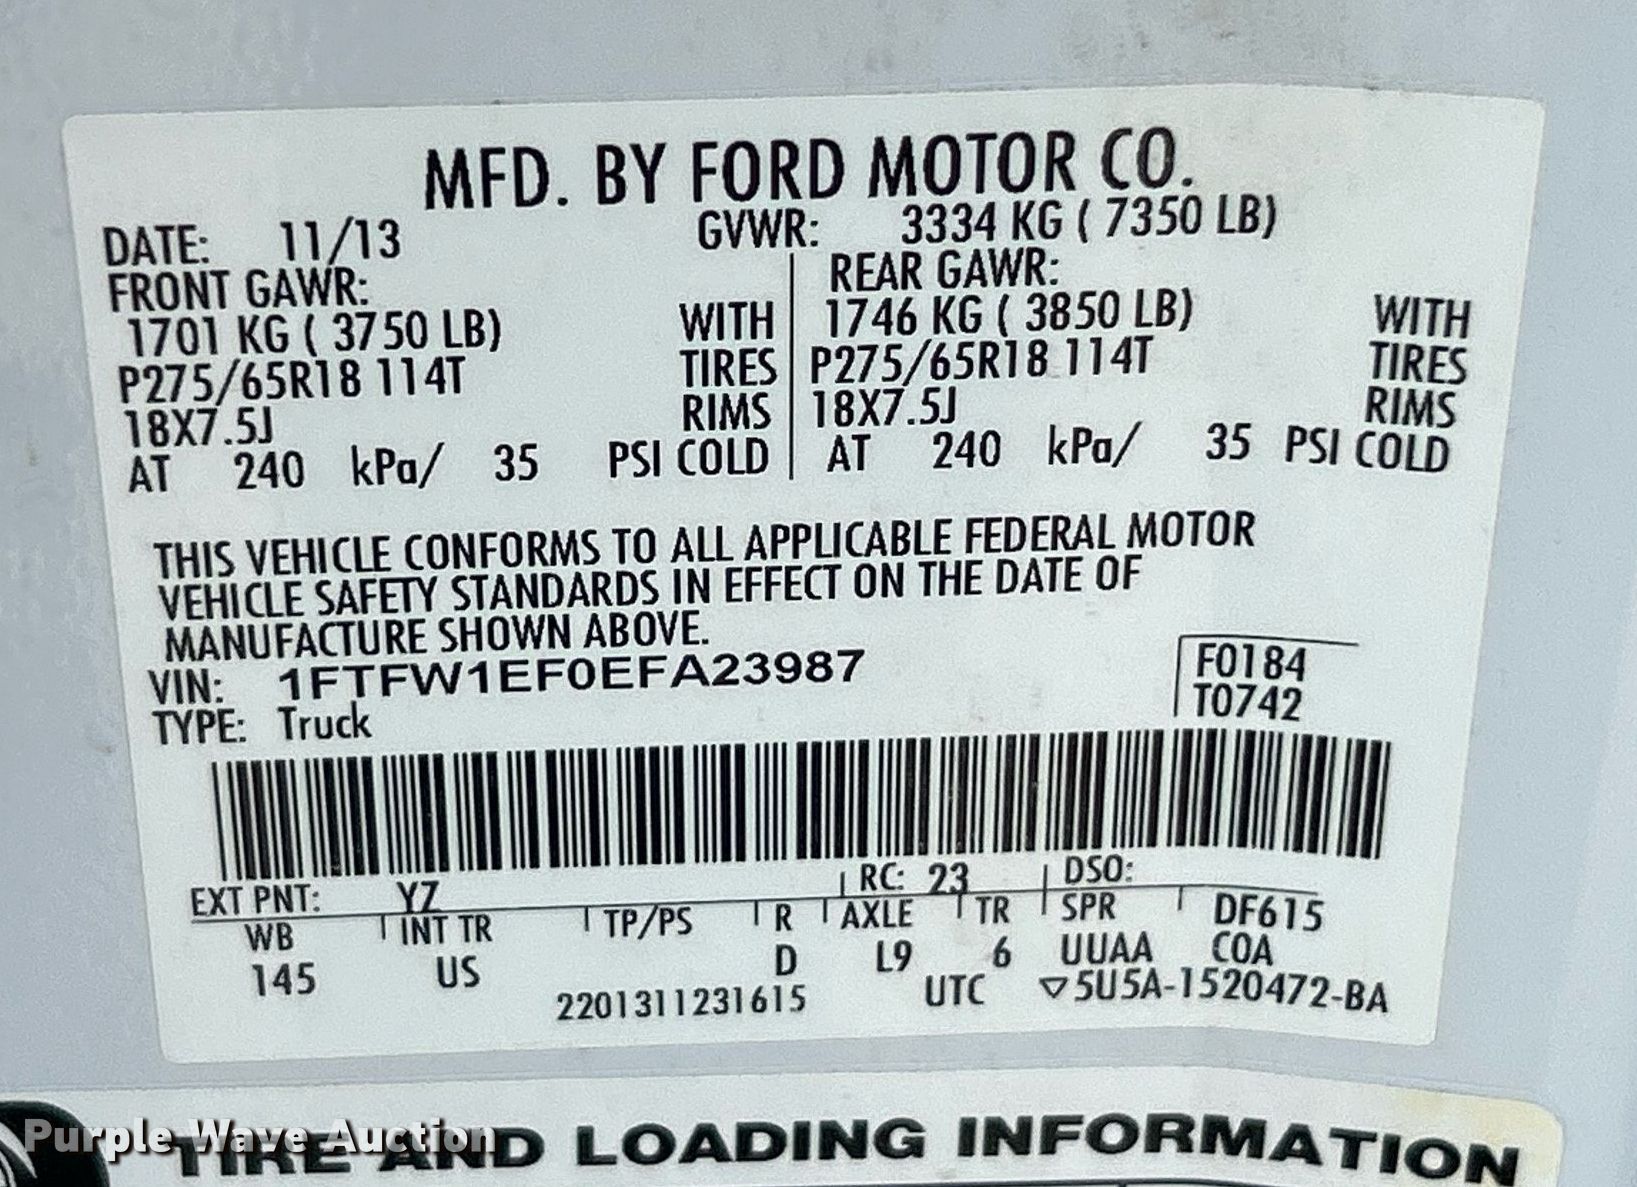 MFD. BY FORD MOTOR CO.
DATE: 11/13 GVWR: 3334 KG ( 7350 LB)
FRONT GAWR: REAR GAWR:
1701 KG ( 3750 LB) WITH 1746 KG ( 3850 LB) WITH
P275/65R18 114T TIRES P275/65R18 114T TIRES
18X7.5J RIMS 18X7.5J RIMS
AT 240 kPa/ 35 PSI COLD AT 240 kPa/ 35 PSI COLD
THIS VEHICLE CONFORMS TO ALL APPLICABLE FEDERAL MOTOR
VEHICLE SAFETY STANDARDS IN EFFECT ON THE DATE OF
MANUFACTURE SHOWN ABOVE.
VIN: 1FTFW1EF0EFA23987 F0184
TYPE: Truck T0742
EXT PNT: YZ RC: 23 DSO:
WB INT TR TP/PS R AXLE TR SPR DF615
145 US D L9 6 UUAA COA
2201311231615 UTC ▽5U5A-1520472-BA
Purple Wave Auction
TIRE AND LOADING INFORMATION